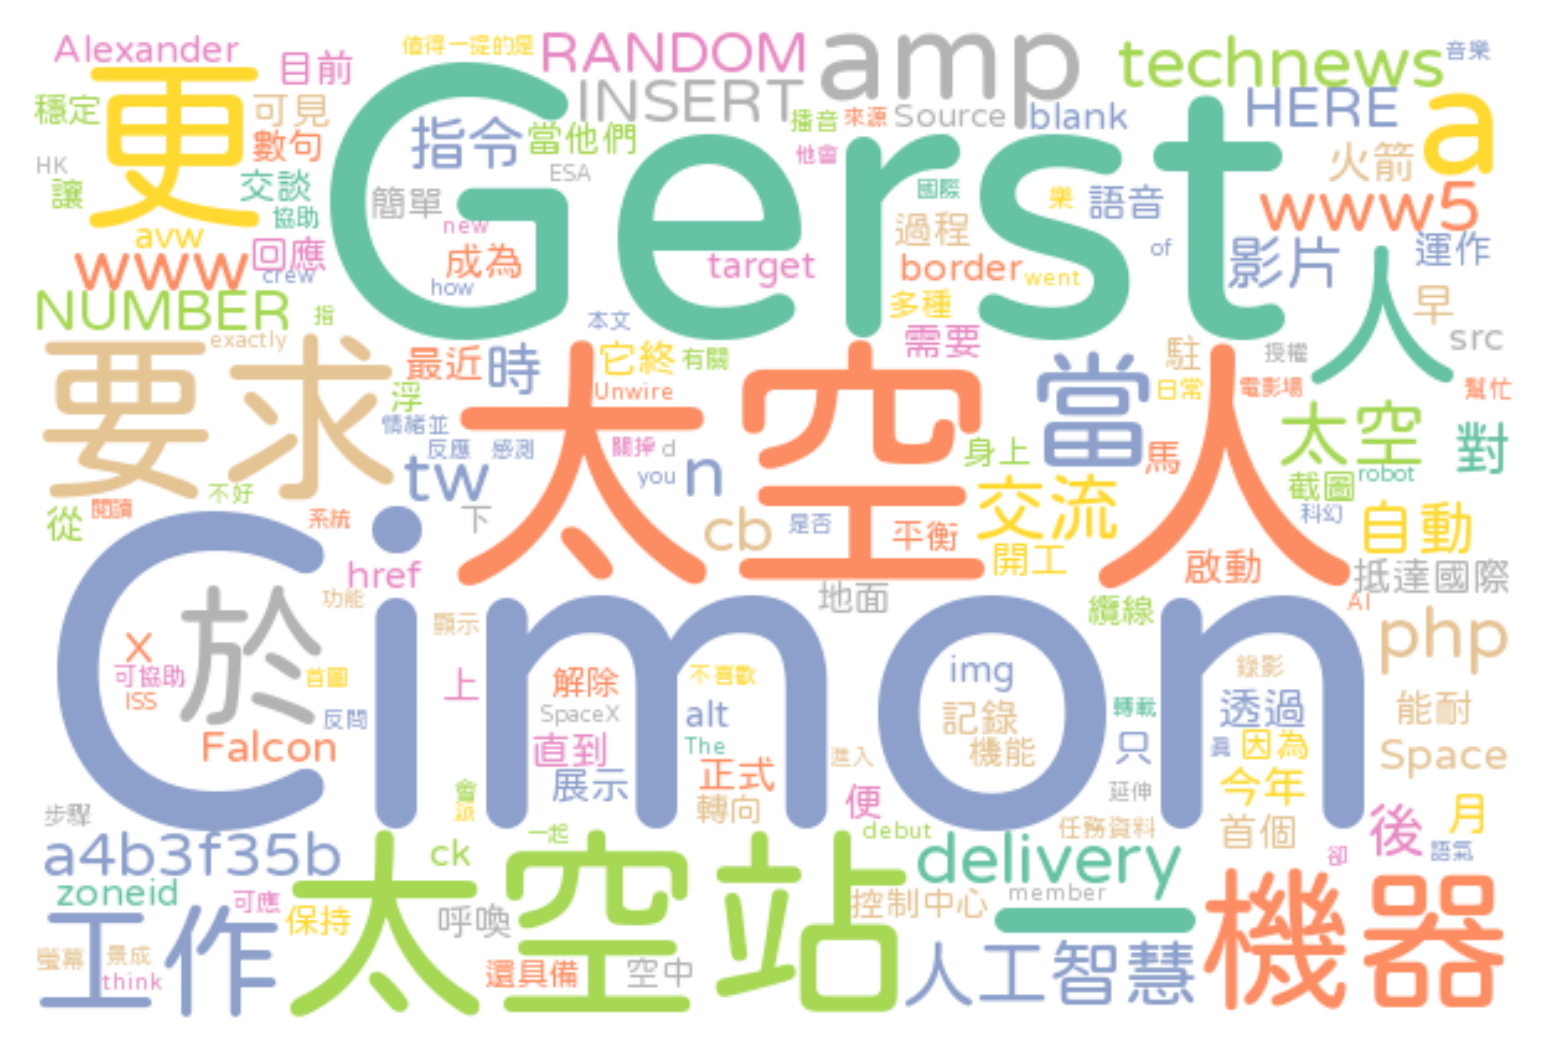 Alexander
目前
值得一提的是
RANDOM
amp
technews
音樂
穩定
更
可見
數句
INSERT
播音
來源
Source
blank
HERE
a
HK
讓
交談
協助
指令
當他們
ESA
簡單
new
Gerst
他會
國際
樂
語音
火箭
www5
avw
www
回應
crew
成為
how
target
過程
border
went
of
影片
運作
NUMBER
指
exactly
本文
多種
需要
人
早
src
要求
最近
時
它終
有關
Unwire
駐
授權
日常
電影場
幫忙
浮
情緒並
反應
感測
太空人
關掉
d
you
n
當
身上
馬
太空
robot
對
截圖
科幻
tw
不好
從
閱讀
系統
下
cb
是否
平衡
交流
開工
啟動
自動
抵達國際
AI
href
功能
地面
纜線
php
Cimon
於
x
可協助
ISS
首圖
反問
Falcon
顯示
上
解除
SpaceX
不喜歡
alt
The
直到
展示
正式
轉向
進入
img
記錄
機能
轉載
只
延伸
錄影
透過
因為
今年
能耐
Space
步驟
會
便
debut
任務資料
首個
卻
後
月
語氣
a4b3f35b
zoneid
ck
一起
delivery
可應
保持
太空站
呼喚
控制中心
member
一
工作
螢幕
景成
think
還具備
空中
人工智慧
機器